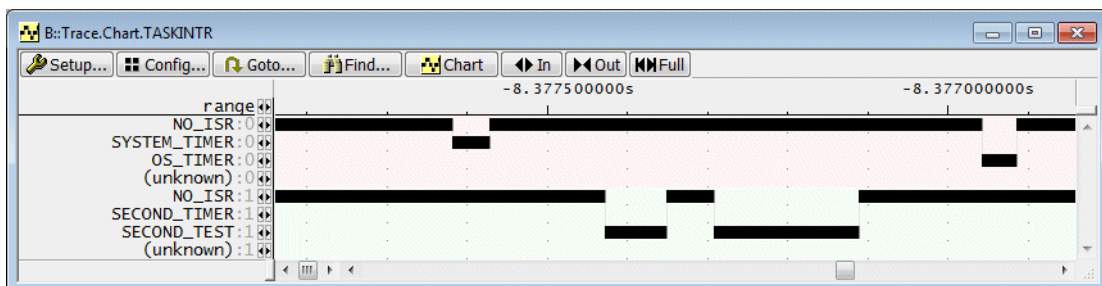 B::Trace.Chart.TASKINTR
Setup... Config... Goto... Find... Chart In Out Full
-8.377500000s -8.377000000s
range
NO_ISR:0
SYSTEM_TIMER:0
OS_TIMER:0
(unknown):0
NO_ISR:1
SECOND_TIMER:1
SECOND_TEST:1
(unknown):1